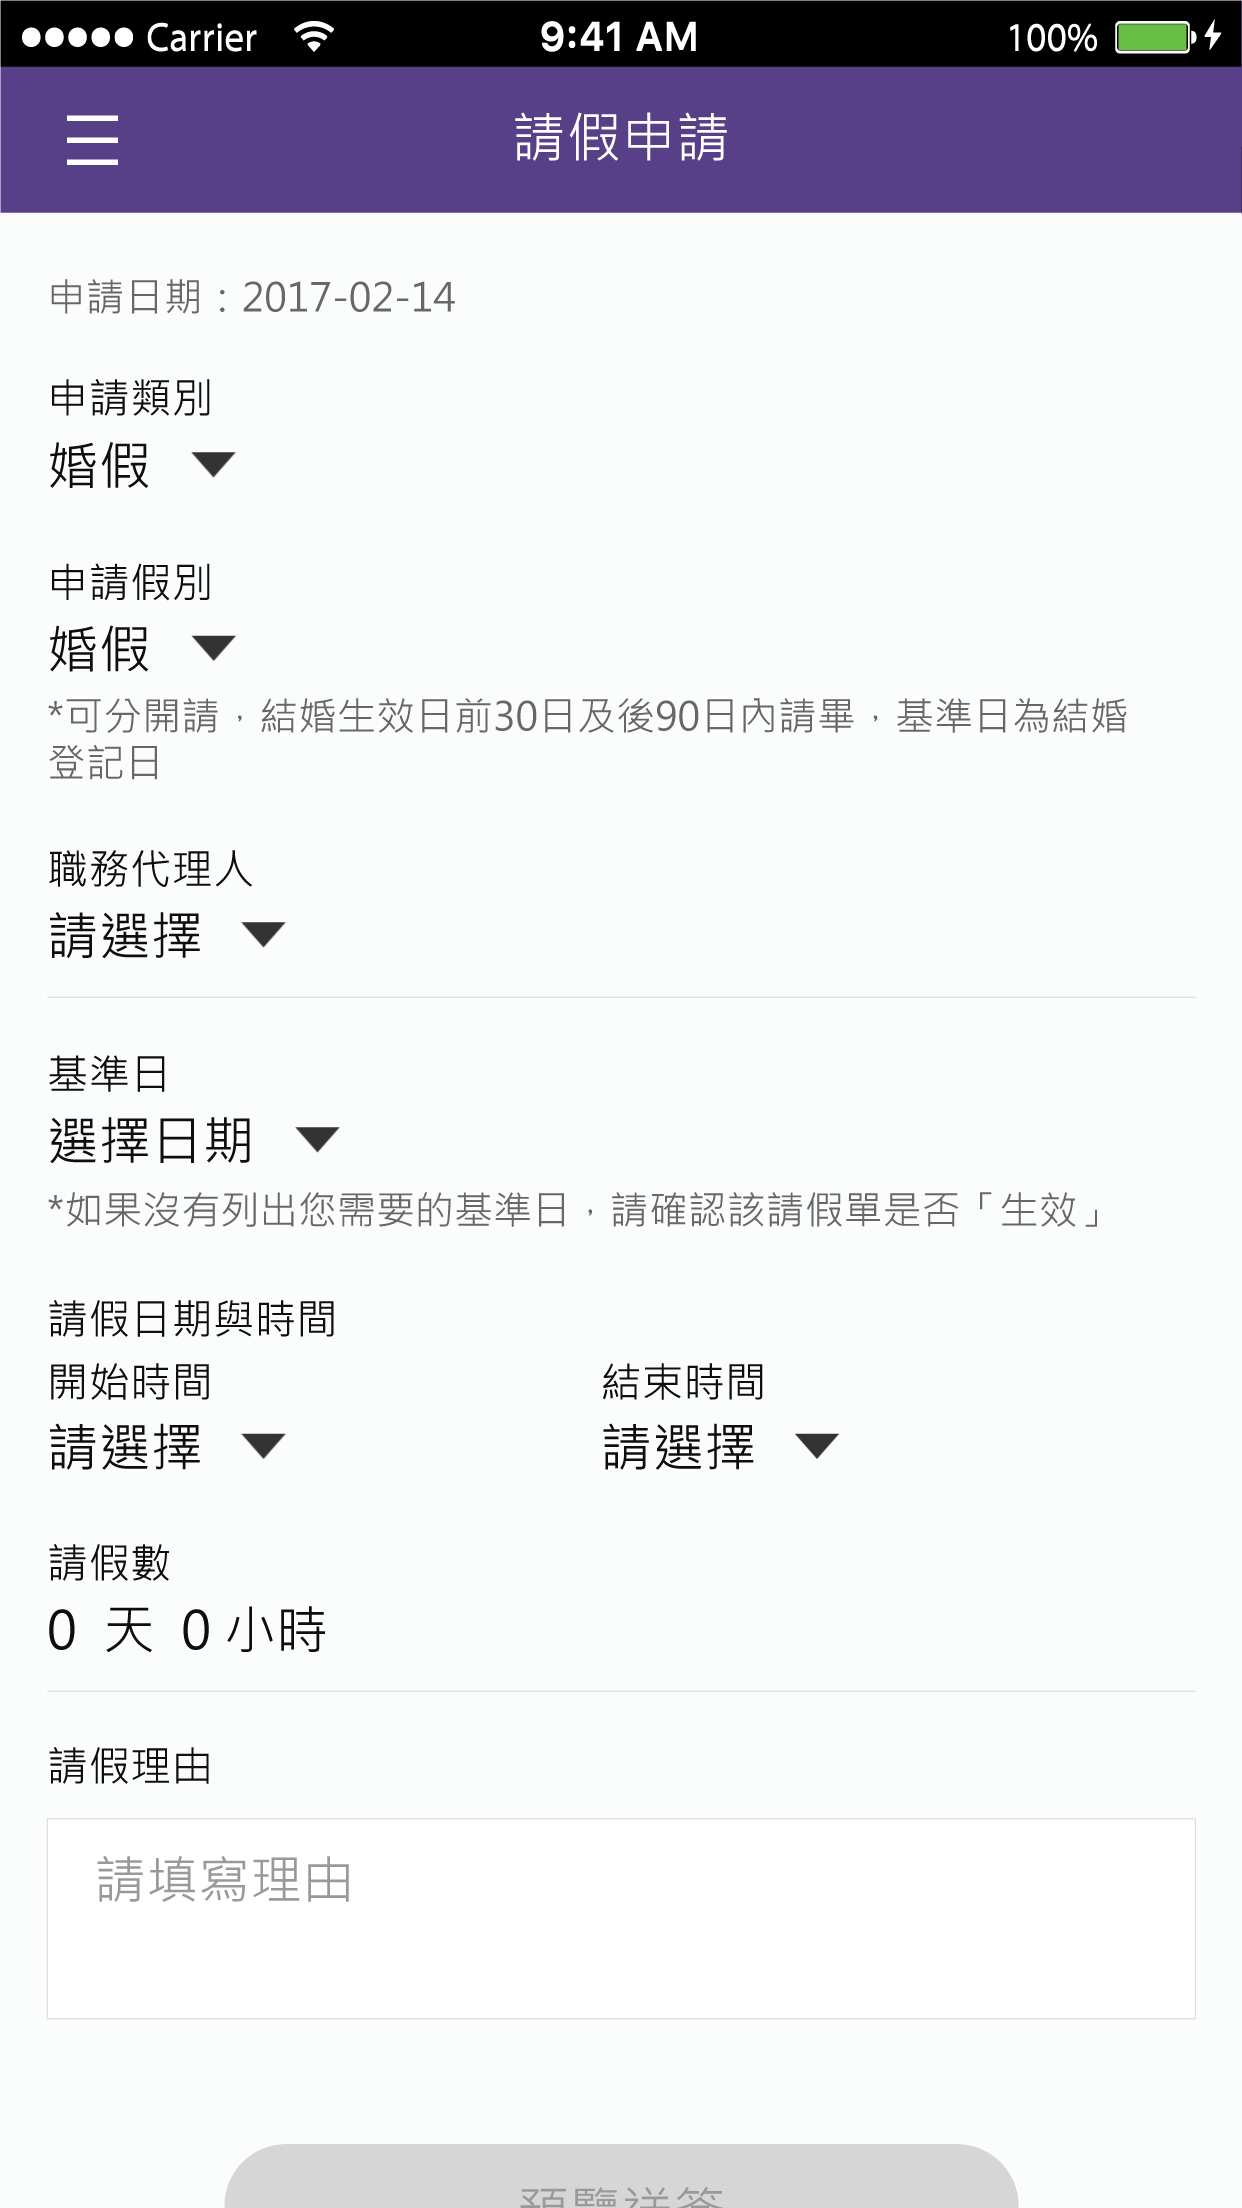 Carrier 9:41 AM 100%
請假申請
申請日期：2017-02-14
申請類別
婚假
申請假別
婚假
*可分開請，結婚生效日前30日及後90日內請畢，基準日為結婚
登記日
職務代理人
請選擇
基準日
選擇日期
*如果沒有列出您需要的基準日，請確認該請假單是否「生效」
請假日期與時間
開始時間 結束時間
請選擇 請選擇
請假數
0 天 0 小時
請假理由
請填寫理由
預覽送簽